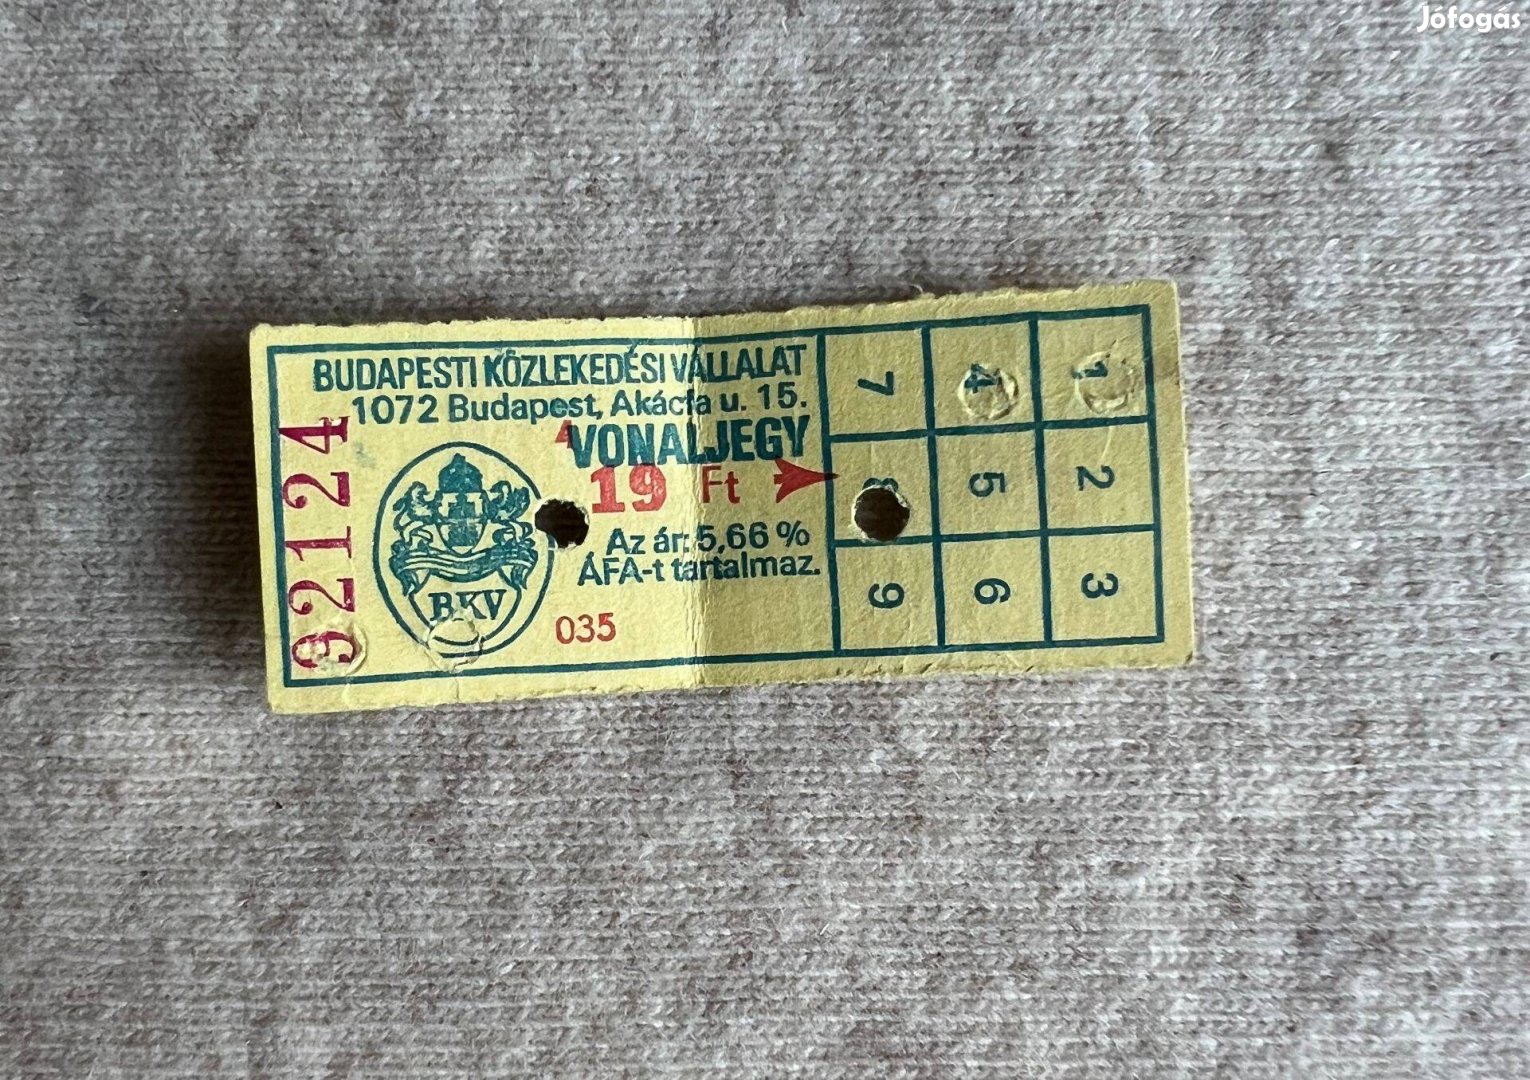 Jófogás
BUDAPESTI KÖZLEKEDÉSI VÁLLALAT
1072 Budapest, Akácfa u. 15.
VONALJEGY
19 Ft
Az ár: 5,66 %
ÁFA-t tartalmaz.
BKV
035
92124
7 4 1
8 5 2
9 6 3